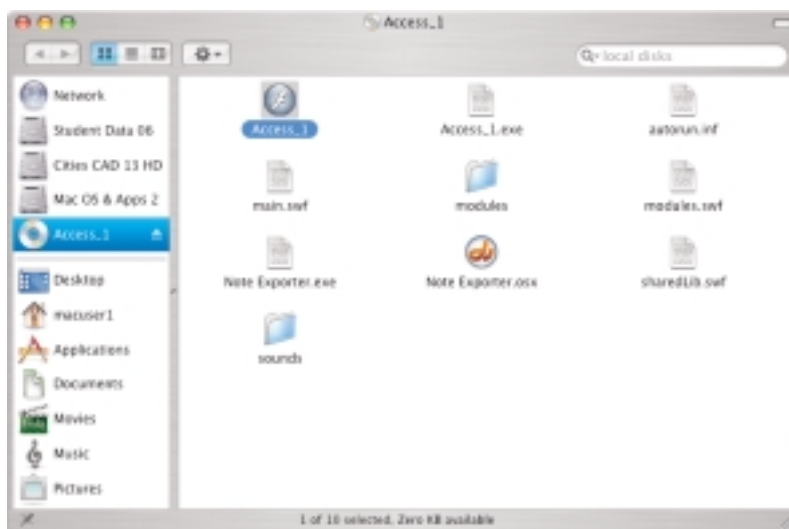 Access_1
local disks
Network
Student Data 06
Cities CAD 13 HD
Mac OS & Apps 2
Access_1
Desktop
macuser1
Applications
Documents
Movies
Music
Pictures
Access_1
Access_1.exe
autorun.inf
main.swf
modules
modules.swf
Note Exporter.exe
Note Exporter.osx
sharedLib.swf
sounds
1 of 10 selected, Zero KB available